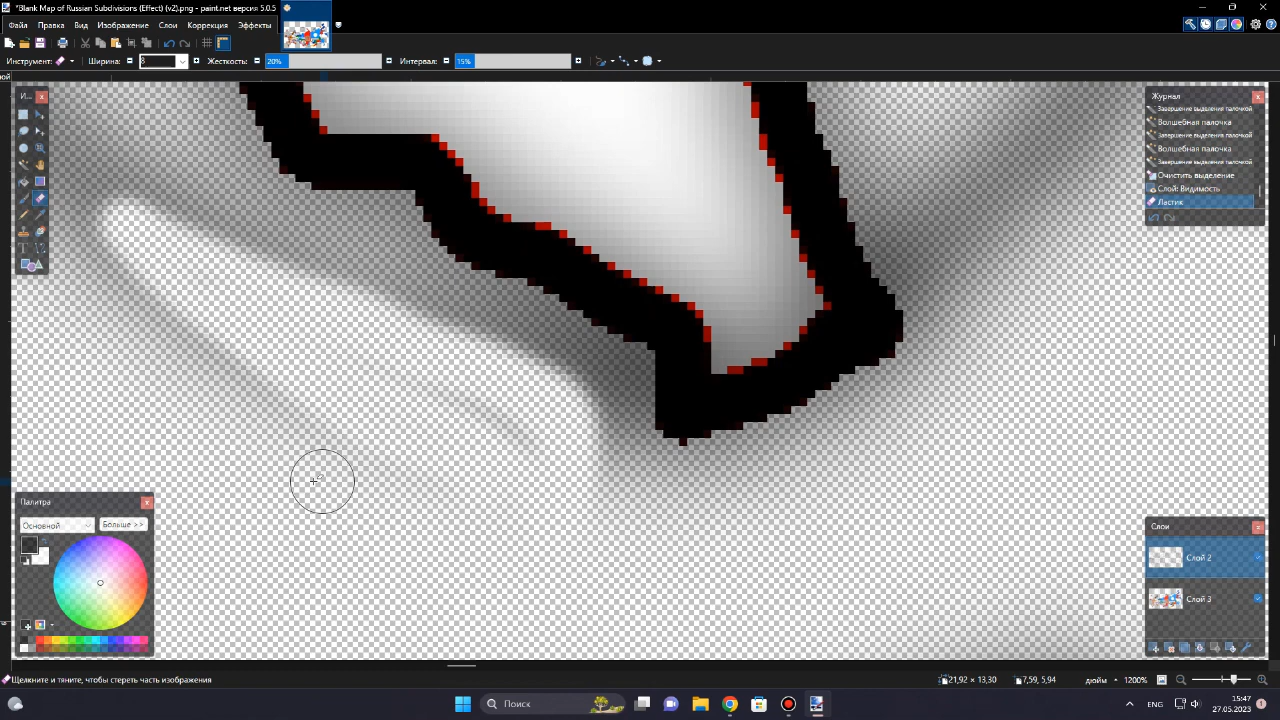 *Blank Map of Russian Subdivisions (Effect) (v2).png - paint.net версия 5.0.5
Файл Правка Вид Изображение Слои Коррекция Эффекты
Инструмент: Ширина: 8 Жесткость: 20% Интервал: 15%
И...
Журнал
Завершение выделения палочкой
Волшебная палочка
Завершение выделения палочкой
Волшебная палочка
Завершение выделения палочкой
Очистить выделение
Слой: Видимость
Ластик
Палитра
Основной Больше >>
Слои
Слой 2
Слой 3
Щелкните и тяните, чтобы стереть часть изображения 21,92 × 13,30 7,59, 5,94 дюйм 1200%
Поиск ENG 15:47
27.05.2023